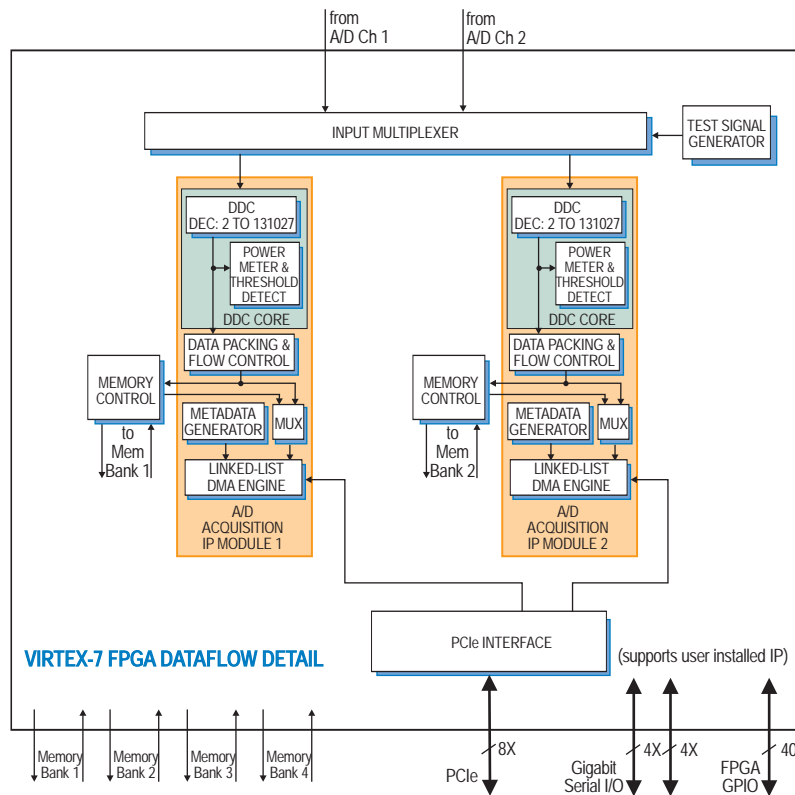 from
A/D Ch 1
from
A/D Ch 2
INPUT MULTIPLEXER
TEST SIGNAL
GENERATOR
DDC
DEC: 2 TO 131027
POWER
METER &
THRESHOLD
DETECT
DDC CORE
DATA PACKING &
FLOW CONTROL
MEMORY
CONTROL
to
Mem
Bank 1
METADATA
GENERATOR
MUX
LINKED-LIST
DMA ENGINE
A/D
ACQUISITION
IP MODULE 1
DDC
DEC: 2 TO 131027
POWER
METER &
THRESHOLD
DETECT
DDC CORE
DATA PACKING &
FLOW CONTROL
MEMORY
CONTROL
to
Mem
Bank 2
METADATA
GENERATOR
MUX
LINKED-LIST
DMA ENGINE
A/D
ACQUISITION
IP MODULE 2
PCIe INTERFACE
VIRTEX-7 FPGA DATAFLOW DETAIL
(supports user installed IP)
Memory
Bank 1
Memory
Bank 2
Memory
Bank 3
Memory
Bank 4
8X
PCIe
4X
4X
Gigabit
Serial I/O
40
FPGA
GPIO